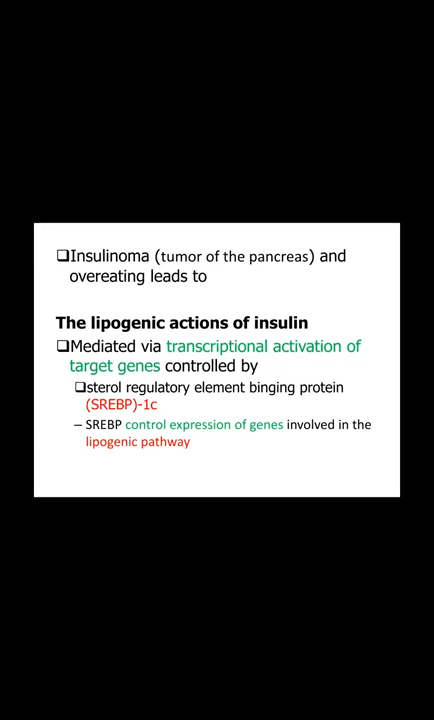 ❑Insulinoma (tumor of the pancreas) and
overeating leads to
The lipogenic actions of insulin
❑Mediated via transcriptional activation of
target genes controlled by
❑sterol regulatory element binging protein
(SREBP)-1c
– SREBP control expression of genes involved in the
lipogenic pathway